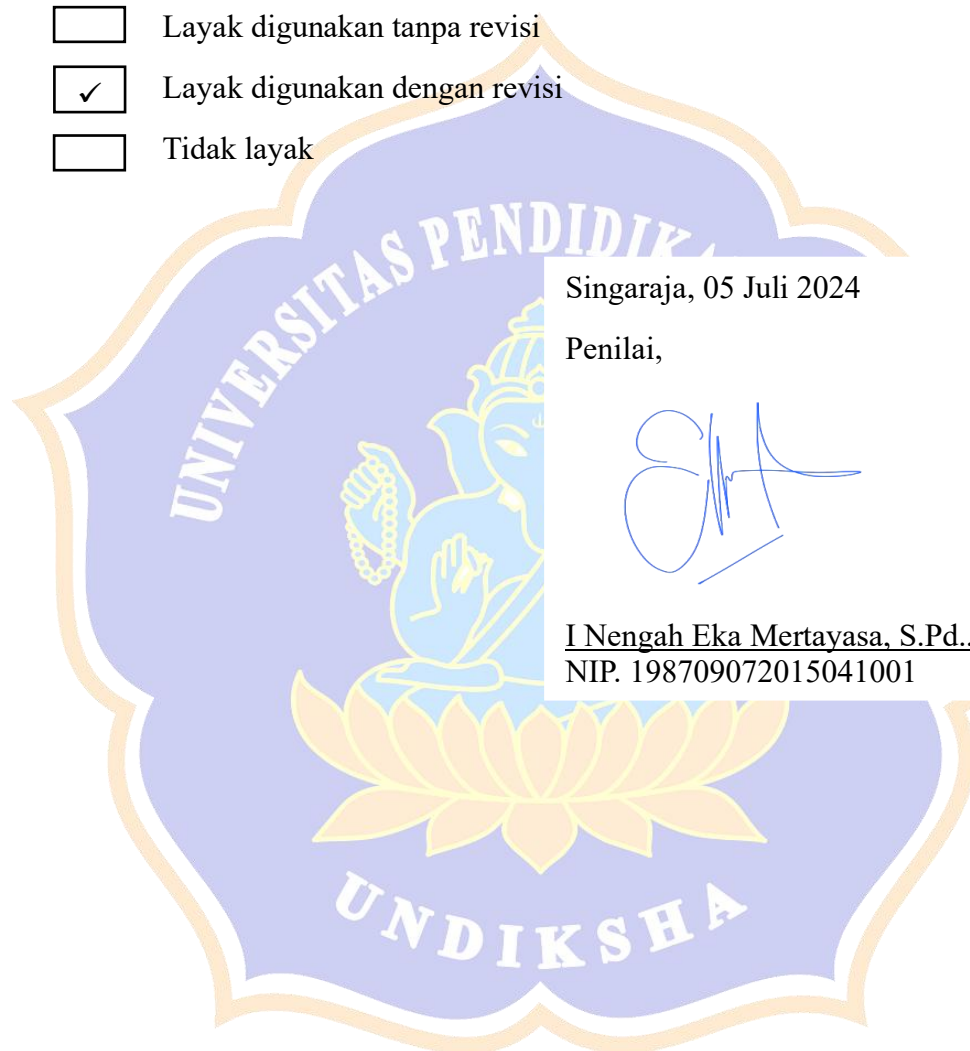 Layak digunakan tanpa revisi
✓ Layak digunakan dengan revisi
Tidak layak
UNIVERSITAS PENDIDIKA
Singaraja, 05 Juli 2024
Penilai,
I Nengah Eka Mertayasa, S.Pd.,
NIP. 198709072015041001
UNDIKSHA